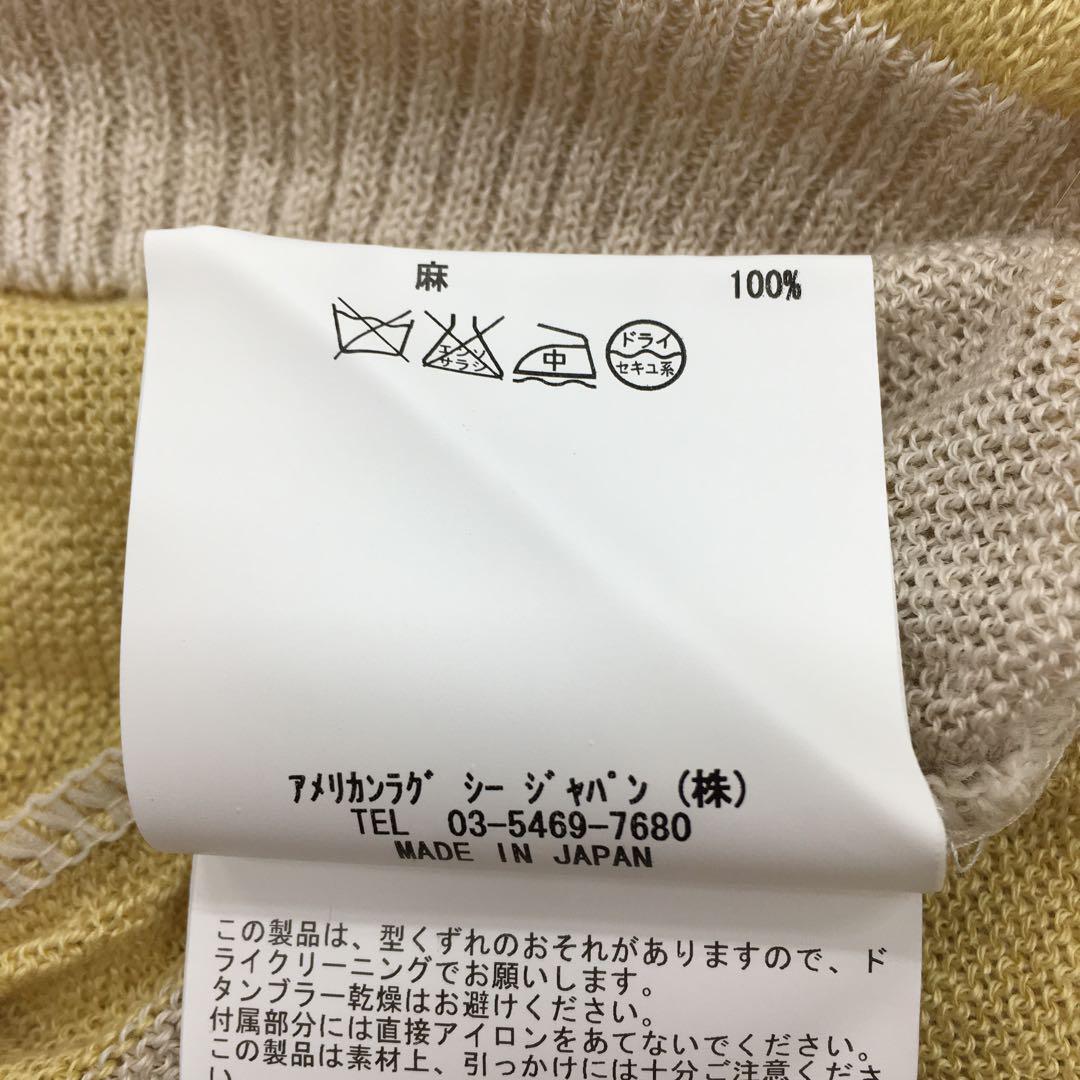 麻 100%
エンソ
サラシ
中
ドライ
セキユ系
ｱﾒﾘｶﾝﾗｸﾞ ｼｰ ｼﾞｬﾊﾟﾝ (株)
TEL 03-5469-7680
MADE IN JAPAN
この製品は、型くずれのおそれがありますので、ド
ライクリーニングでお願いします。
タンブラー乾燥はお避けください。
付属部分には直接アイロンをあてないでください。
この製品は素材上、引っかけには十分ご注意くださ
い。